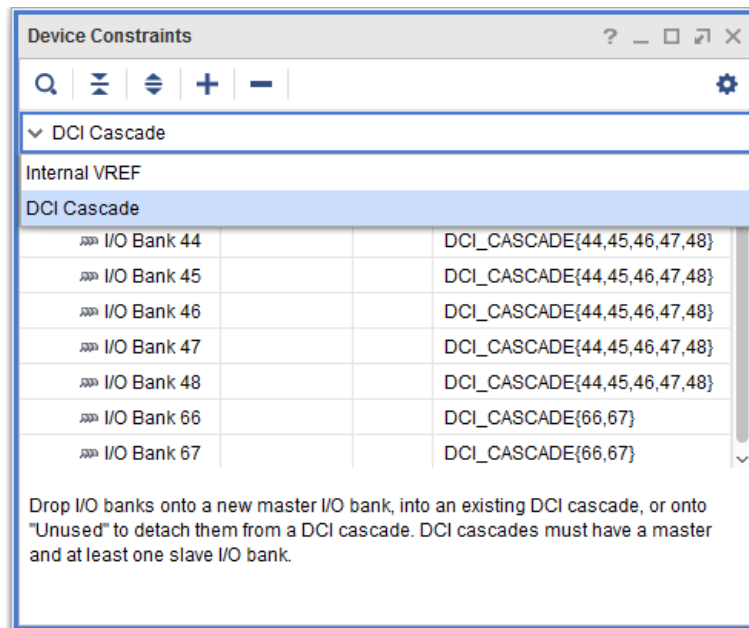 Device Constraints
DCI Cascade
Internal VREF
DCI Cascade
I/O Bank 44 DCI_CASCADE{44,45,46,47,48}
I/O Bank 45 DCI_CASCADE{44,45,46,47,48}
I/O Bank 46 DCI_CASCADE{44,45,46,47,48}
I/O Bank 47 DCI_CASCADE{44,45,46,47,48}
I/O Bank 48 DCI_CASCADE{44,45,46,47,48}
I/O Bank 66 DCI_CASCADE{66,67}
I/O Bank 67 DCI_CASCADE{66,67}
Drop I/O banks onto a new master I/O bank, into an existing DCI cascade, or onto
"Unused" to detach them from a DCI cascade. DCI cascades must have a master
and at least one slave I/O bank.